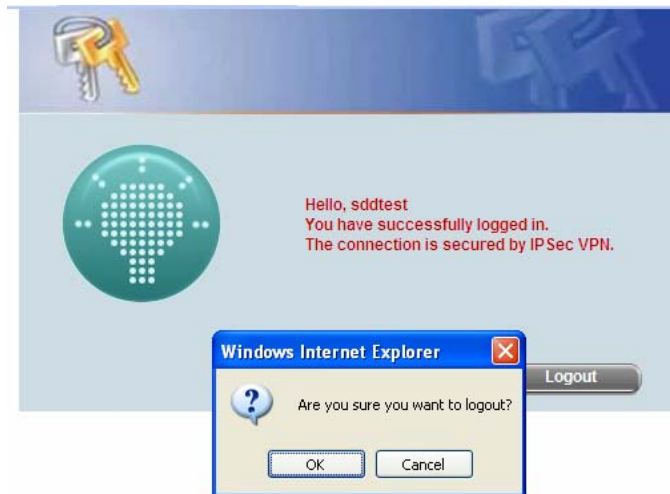 Hello, sddtest
You have successfully logged in.
The connection is secured by IPSec VPN.
Logout
Windows Internet Explorer
Are you sure you want to logout?
OK
Cancel